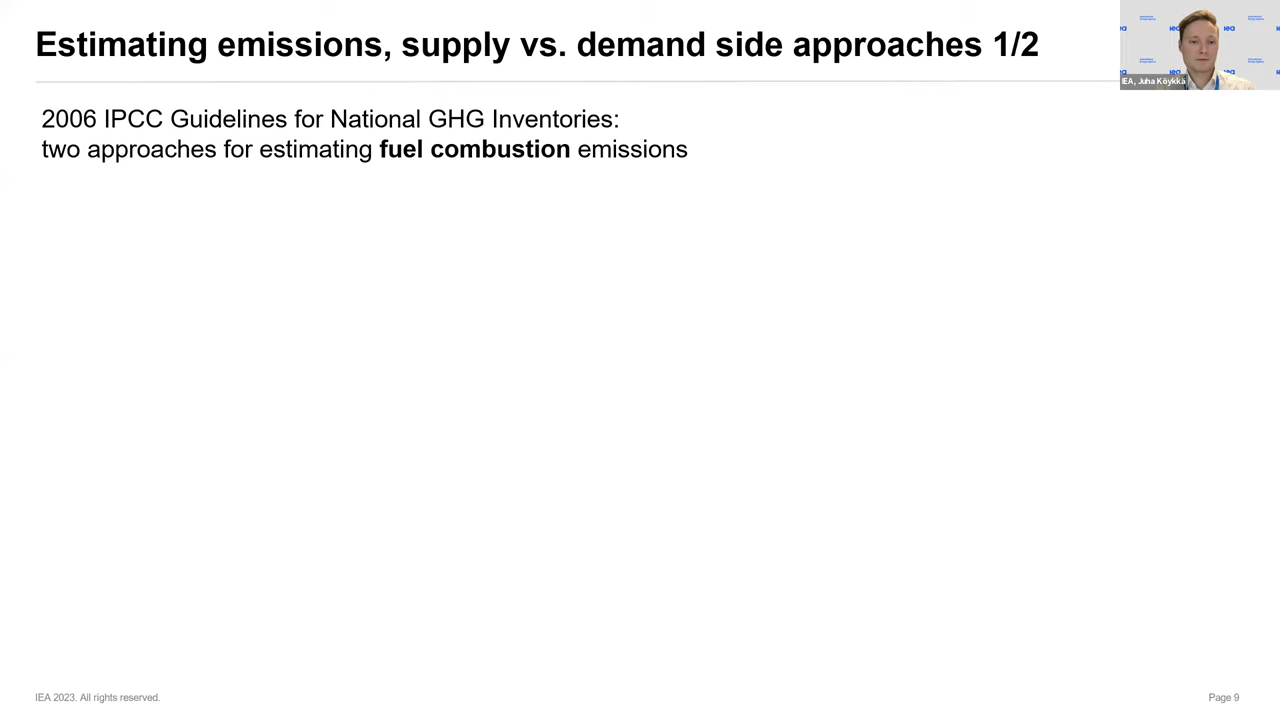 Estimating emissions, supply vs. demand side approaches 1/2
2006 IPCC Guidelines for National GHG Inventories:
two approaches for estimating fuel combustion emissions
IEA, Juha Köykkä
IEA 2023. All rights reserved.
Page 9